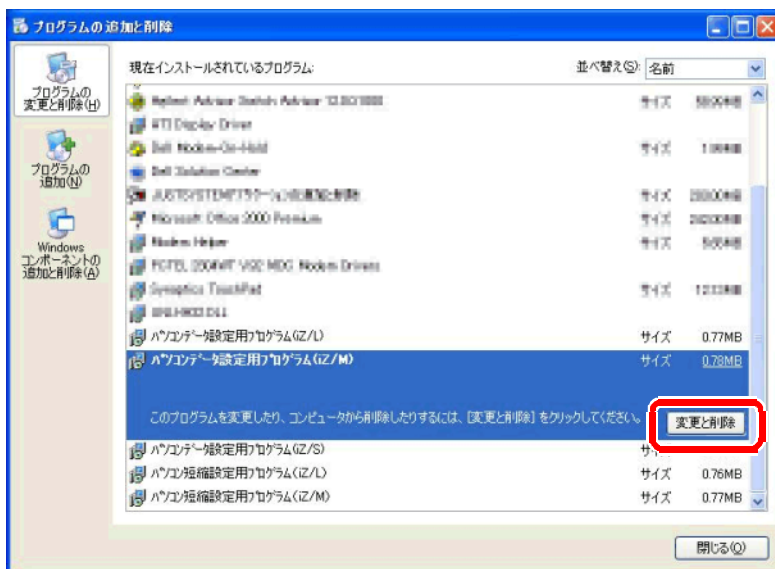 プログラムの追加と削除
プログラムの
変更と削除(H)
プログラムの
追加(N)
Windows
コンポーネントの
追加と削除(A)
現在インストールされているプログラム:
並べ替え(S): 名前
ATI Display Driver サイズ
Dell Modem-On-Hold サイズ
Dell Solution Center
Microsoft Office 2000 Premium サイズ
Modem Helper サイズ
Synaptics TouchPad サイズ
パソコンデータ設定用プログラム(iZ/L) サイズ 0.77MB
パソコンデータ設定用プログラム(iZ/M) サイズ 0.78MB
このプログラムを変更したり、コンピュータから削除したりするには、[変更と削除] をクリックしてください。 変更と削除
パソコンデータ設定用プログラム(iZ/S)
パソコン短縮設定用プログラム(iZ/L) サイズ 0.76MB
パソコン短縮設定用プログラム(iZ/M) サイズ 0.77MB
閉じる(O)